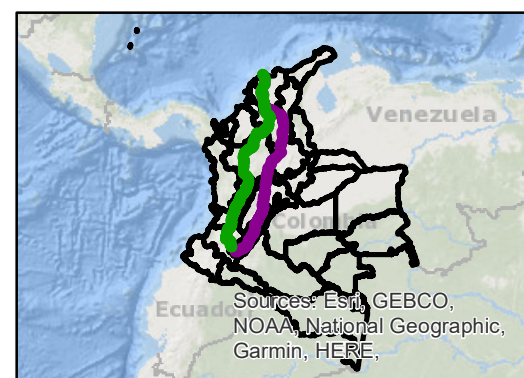 Venezuela
Colombia
Ecuador
Sources: Esri, GEBCO,
NOAA, National Geographic,
Garmin, HERE,